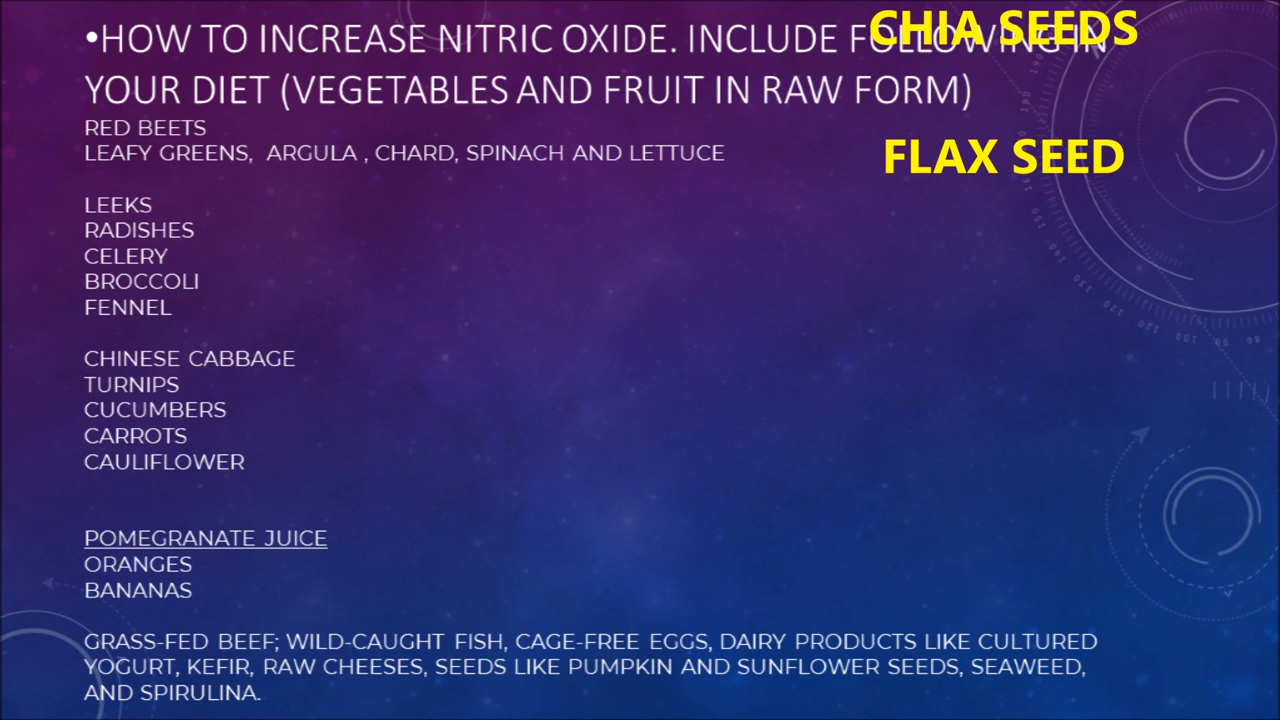 •HOW TO INCREASE NITRIC OXIDE. INCLUDE FOLLOWING IN
YOUR DIET (VEGETABLES AND FRUIT IN RAW FORM)
CHIA SEEDS
FLAX SEED
RED BEETS
LEAFY GREENS, ARGULA , CHARD, SPINACH AND LETTUCE
LEEKS
RADISHES
CELERY
BROCCOLI
FENNEL
CHINESE CABBAGE
TURNIPS
CUCUMBERS
CARROTS
CAULIFLOWER
POMEGRANATE JUICE
ORANGES
BANANAS
GRASS-FED BEEF; WILD-CAUGHT FISH, CAGE-FREE EGGS, DAIRY PRODUCTS LIKE CULTURED
YOGURT, KEFIR, RAW CHEESES, SEEDS LIKE PUMPKIN AND SUNFLOWER SEEDS, SEAWEED,
AND SPIRULINA.